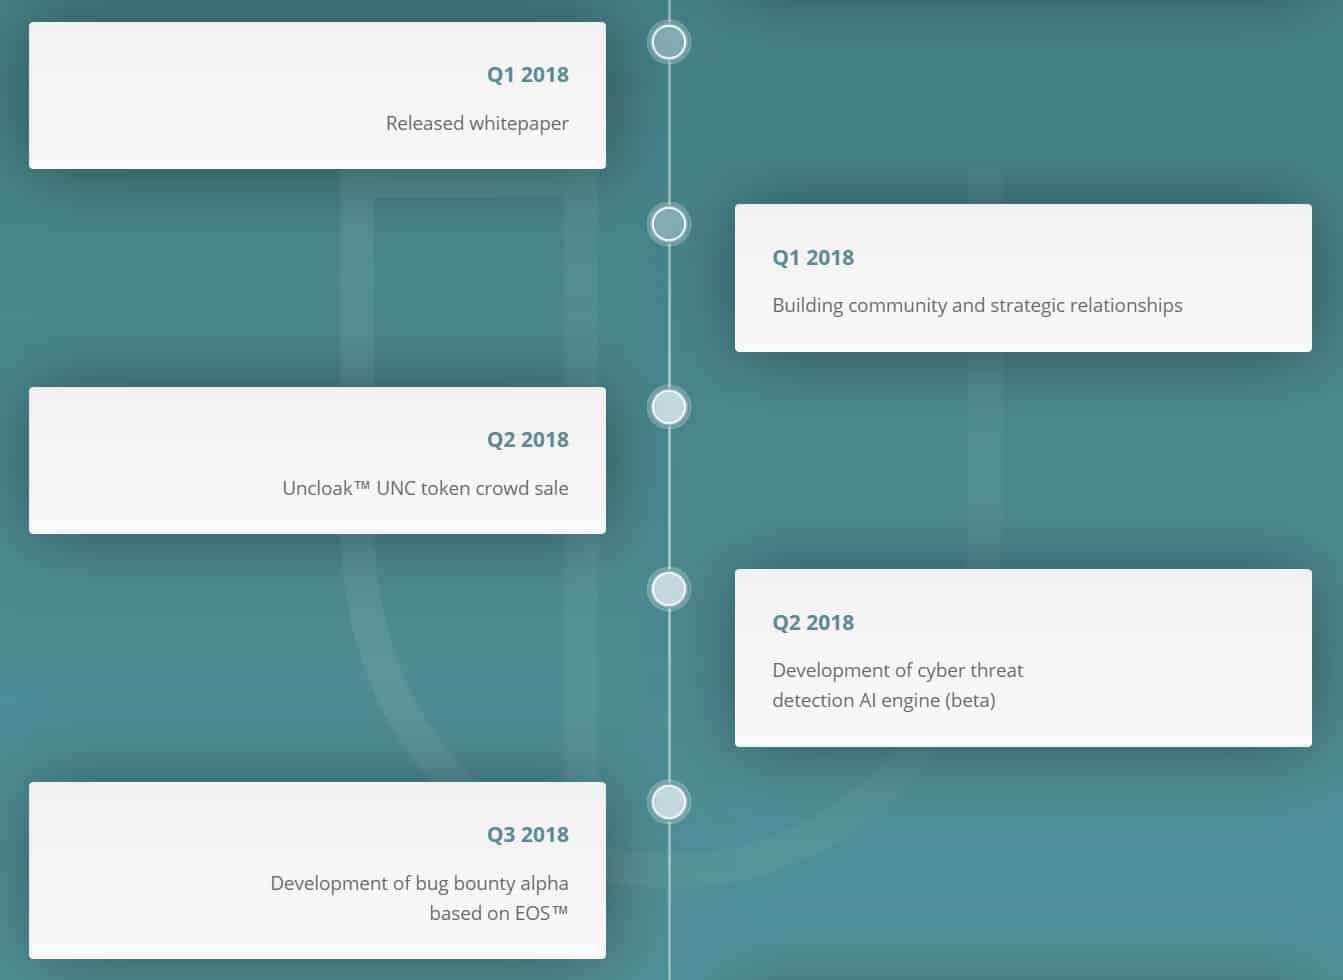 Q1 2018
Released whitepaper
Q1 2018
Building community and strategic relationships
Q2 2018
Uncloak™ UNC token crowd sale
Q2 2018
Development of cyber threat
detection AI engine (beta)
Q3 2018
Development of bug bounty alpha
based on EOS™